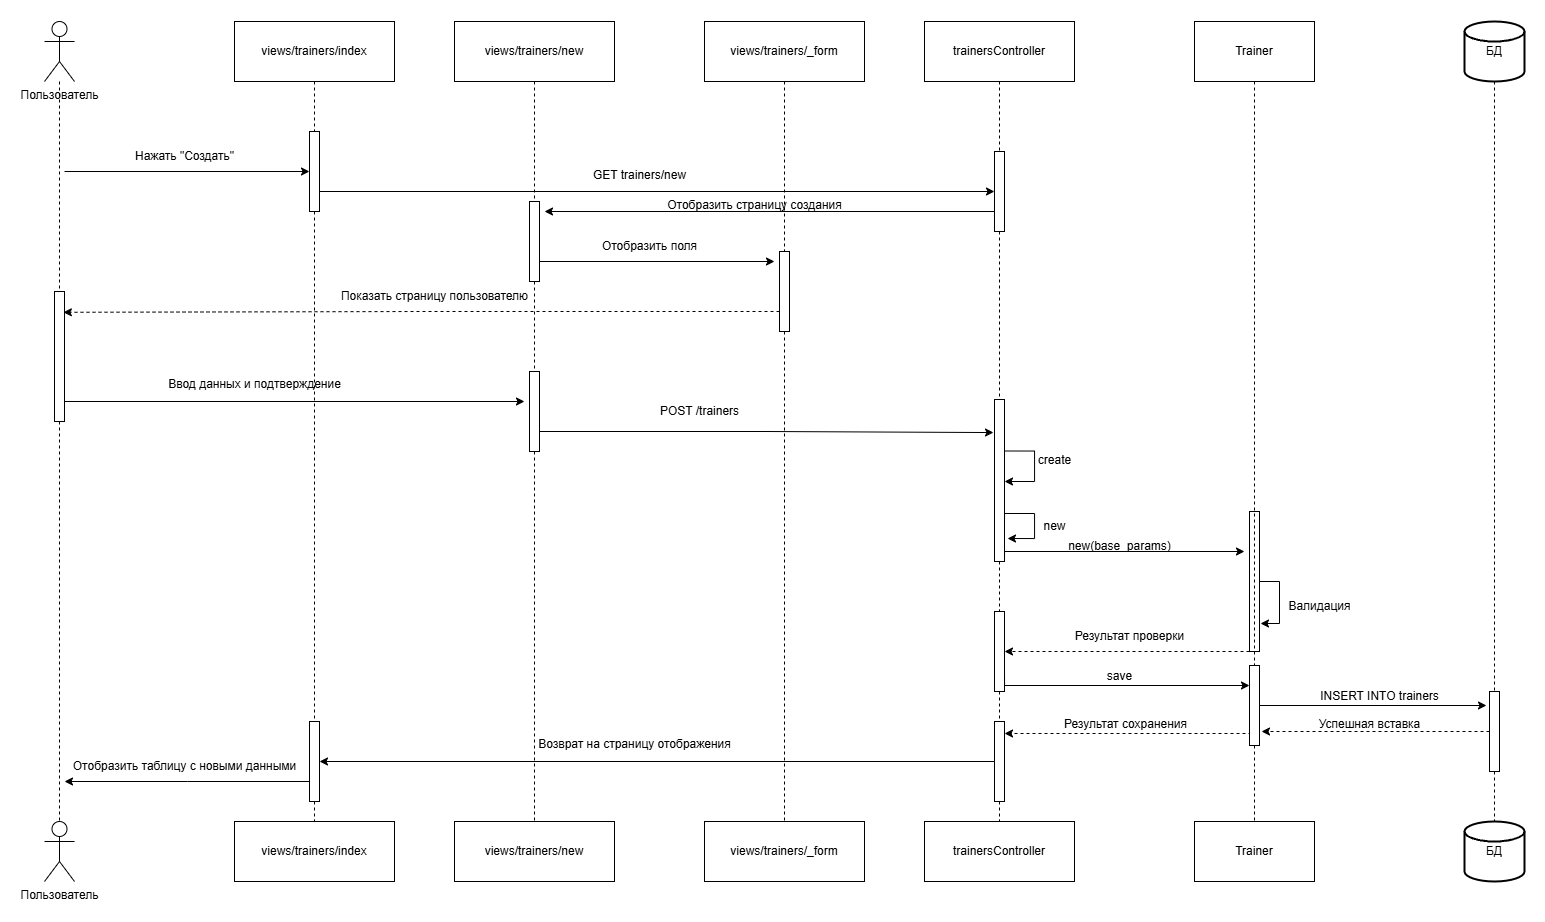 views/trainers/index
views/trainers/new
views/trainers/_form
trainersController
Trainer
БД
Пользователь
Нажать "Создать"
GET trainers/new
Отобразить страницу создания
Отобразить поля
Показать страницу пользователю
Ввод данных и подтверждение
POST /trainers
create
new
new(base_params)
Валидация
Результат проверки
save
INSERT INTO trainers
Результат сохранения
Успешная вставка
Возврат на страницу отображения
Отобразить таблицу с новыми данными
views/trainers/index
views/trainers/new
views/trainers/_form
trainersController
Trainer
БД
Пользователь